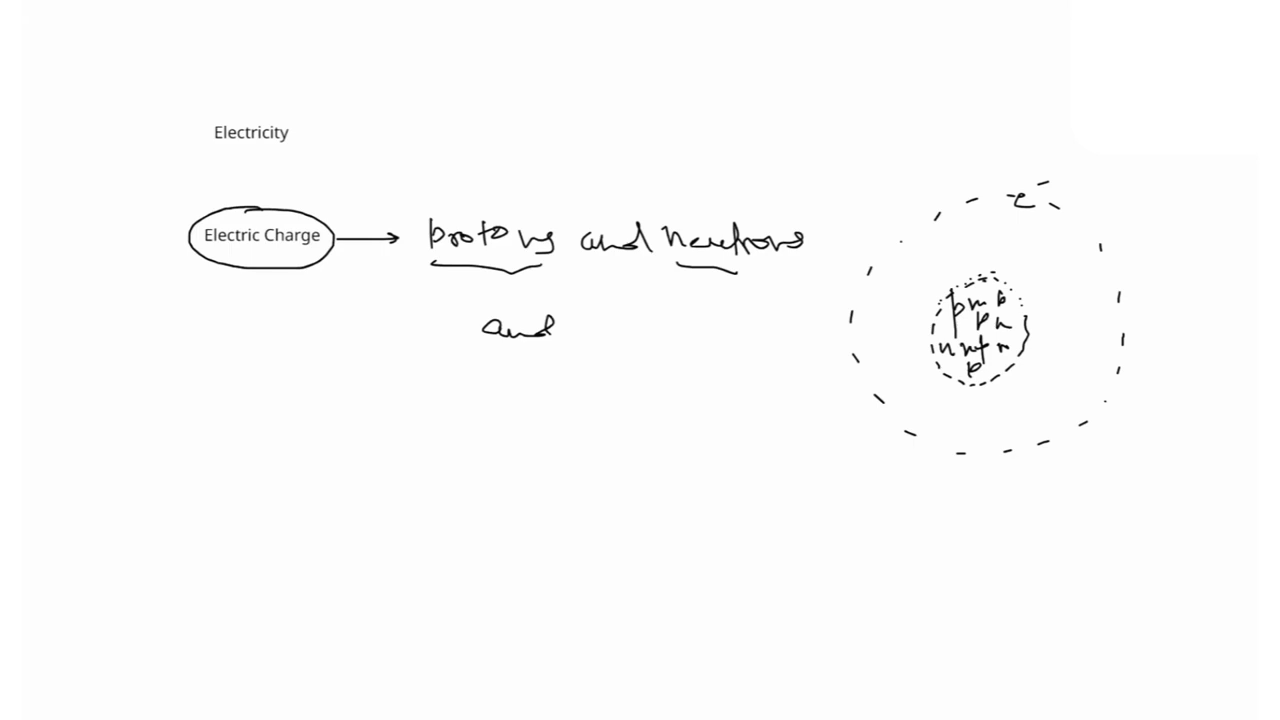 Electricity
Electric Charge → protons and neutrons
and
e⁻
p n p
p n
n n
p